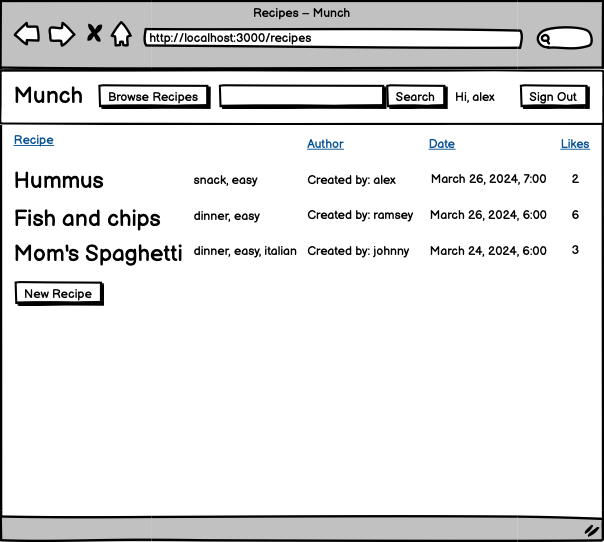 Recipes – Munch
http://localhost:3000/recipes
Munch Browse Recipes Search Hi, alex Sign Out
Recipe Author Date Likes
Hummus snack, easy Created by: alex March 26, 2024, 7:00 2
Fish and chips dinner, easy Created by: ramsey March 26, 2024, 6:00 6
Mom's Spaghetti dinner, easy, italian Created by: johnny March 24, 2024, 6:00 3
New Recipe